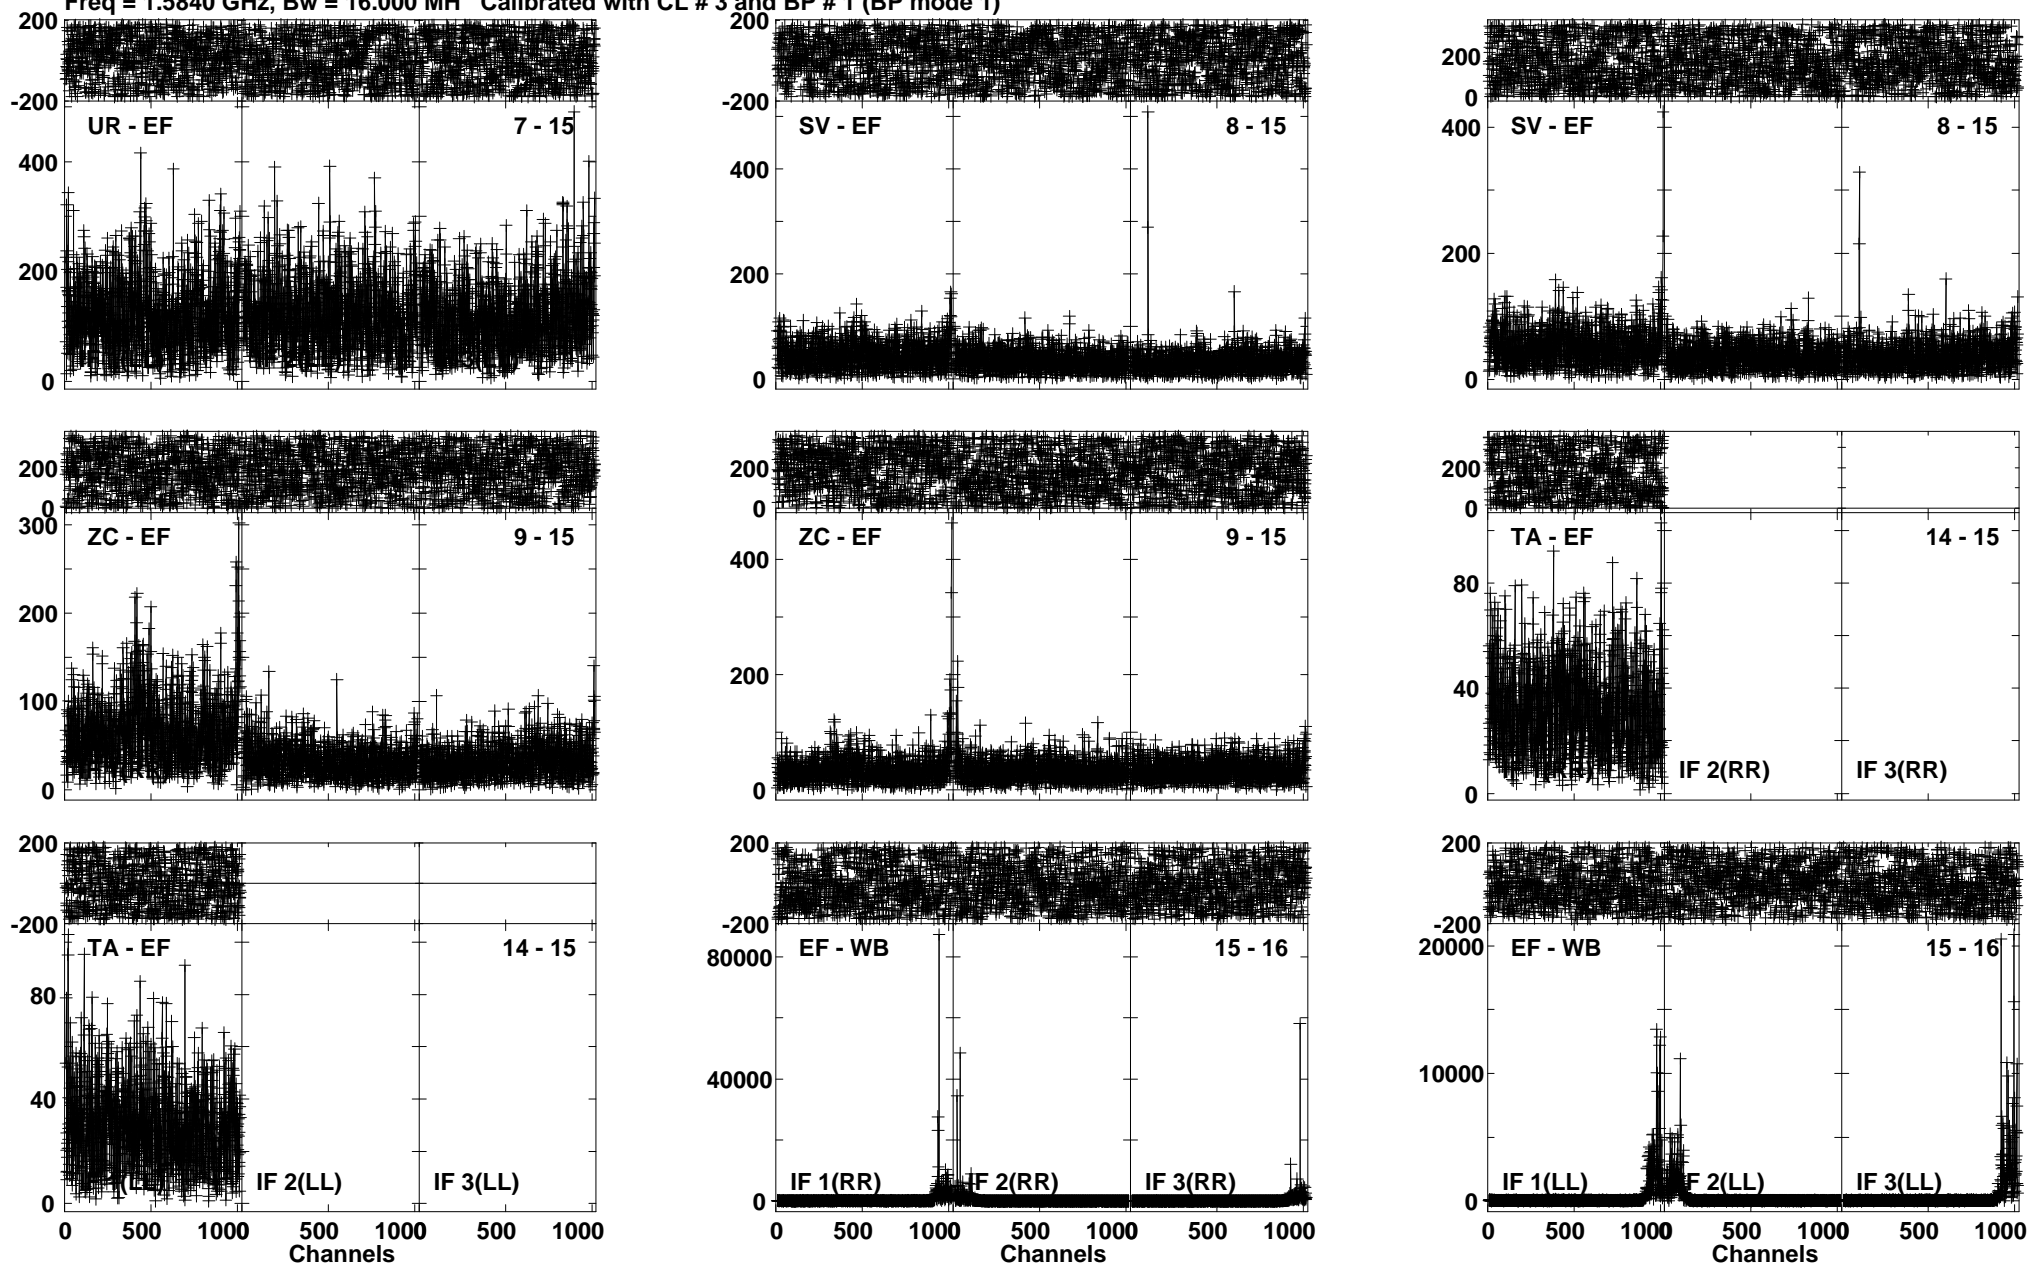 Freq = 1.5840 GHz, Bw = 16.000 MH Calibrated with CL # 3 and BP # 1 (BP mode 1)
200
-200
UR - EF 7 - 15
400
200
0
200
-200
SV - EF 8 - 15
400
200
0
200
0
SV - EF 8 - 15
400
200
0
200
0
ZC - EF 9 - 15
300
200
100
0
200
0
ZC - EF 9 - 15
400
200
0
200
0
TA - EF 14 - 15
80
40
0
IF 2(RR) IF 3(RR)
200
-200
TA - EF 14 - 15
80
40
0
IF 2(LL) IF 3(LL)
0 500 1000 500 1000 500 1000
Channels
200
-200
EF - WB 15 - 16
80000
40000
0
IF 1(RR) IF 2(RR) IF 3(RR)
0 500 1000 500 1000 500 1000
Channels
200
-200
EF - WB 15 - 16
20000
10000
0
IF 1(LL) IF 2(LL) IF 3(LL)
0 500 1000 500 1000 500 1000
Channels